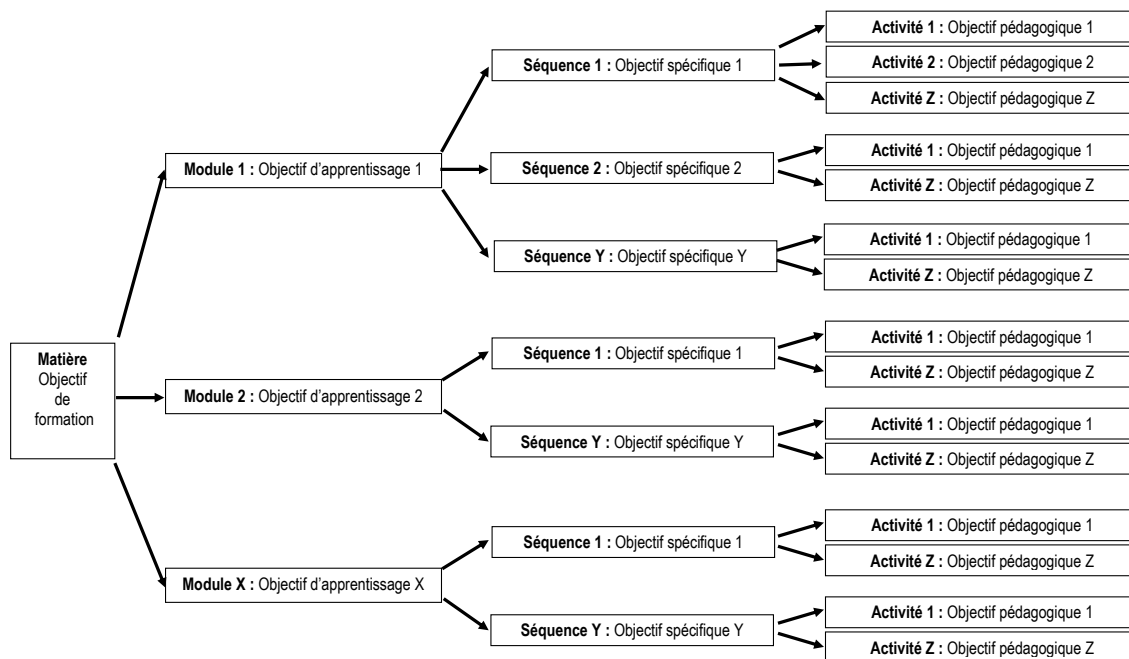 Matière
Objectif
de
formation
Module 1 : Objectif d'apprentissage 1
Séquence 1 : Objectif spécifique 1
Activité 1 : Objectif pédagogique 1
Activité 2 : Objectif pédagogique 2
Activité Z : Objectif pédagogique Z
Séquence 2 : Objectif spécifique 2
Activité 1 : Objectif pédagogique 1
Activité Z : Objectif pédagogique Z
Séquence Y : Objectif spécifique Y
Activité 1 : Objectif pédagogique 1
Activité Z : Objectif pédagogique Z
Module 2 : Objectif d'apprentissage 2
Séquence 1 : Objectif spécifique 1
Activité 1 : Objectif pédagogique 1
Activité Z : Objectif pédagogique Z
Séquence Y : Objectif spécifique Y
Activité 1 : Objectif pédagogique 1
Activité Z : Objectif pédagogique Z
Module X : Objectif d'apprentissage X
Séquence 1 : Objectif spécifique 1
Activité 1 : Objectif pédagogique 1
Activité Z : Objectif pédagogique Z
Séquence Y : Objectif spécifique Y
Activité 1 : Objectif pédagogique 1
Activité Z : Objectif pédagogique Z